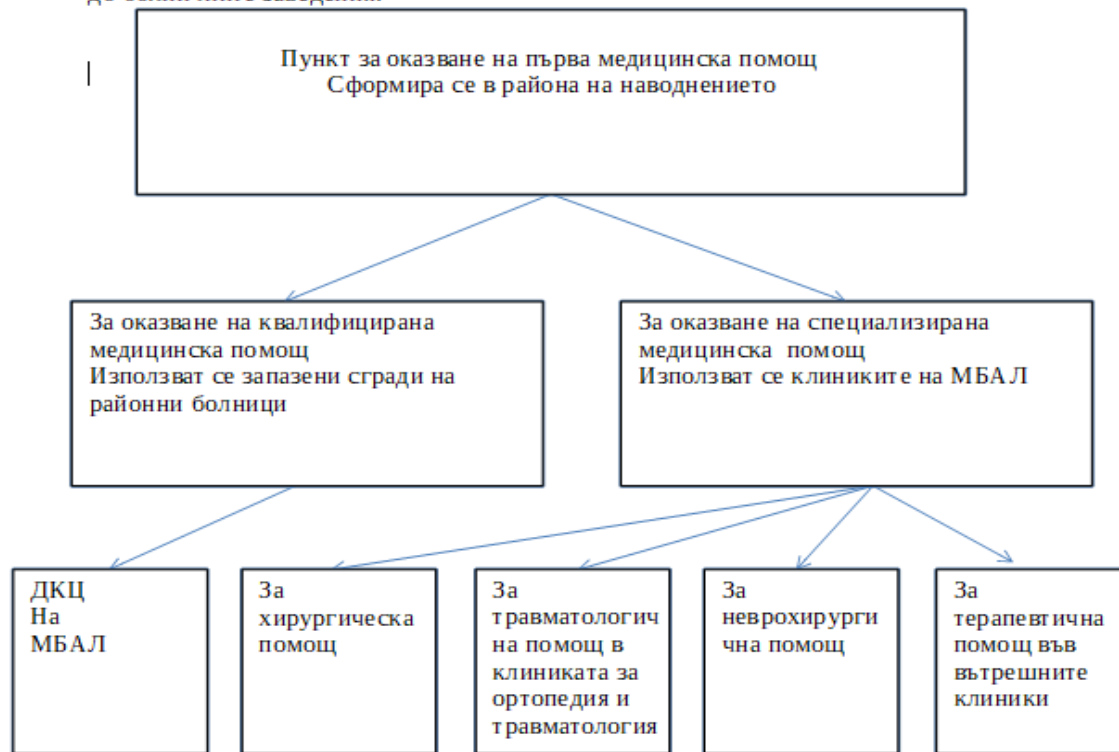 Пункт за оказване на първа медицинска помощ
Сформира се в района на наводнението
За оказване на квалифицирана
медицинска помощ
Използват се запазени сгради на
районни болници
За оказване на специализирана
медицинска помощ
Използват се клиниките на МБАЛ
ДКЦ
На
МБАЛ
За
хирургическа
помощ
За
травматологич
на помощ в
клиниката за
ортопедия и
травматология
За
неврохирурги
чна помощ
За
терапевтична
помощ във
вътрешните
клиники